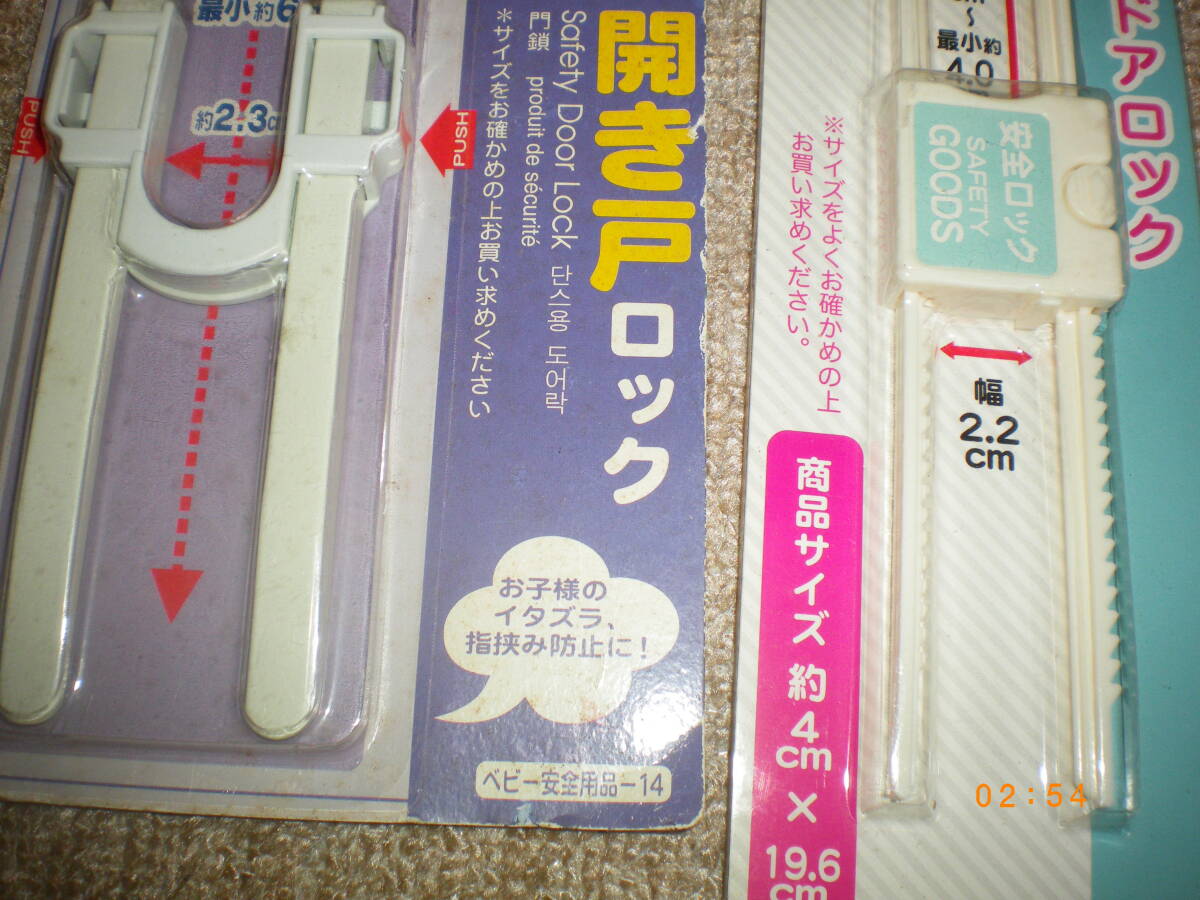 開き戸ロック
Safety Door Lock 단스용 도어락
門鎖 produit de sécurité
*サイズをお確かめの上お買い求めください
最小約6
約2.3c
PUSH
PUSH
お子様の
イタズラ、
指挟み防止に!
ベビー安全用品-14
ドアロック
最小約
4.0
安全ロック
SAFETY
GOODS
※サイズをよくお確かめの上
お買い求めください。
幅
2.2
cm
商品サイズ 約4cm×19.6cm
02:54